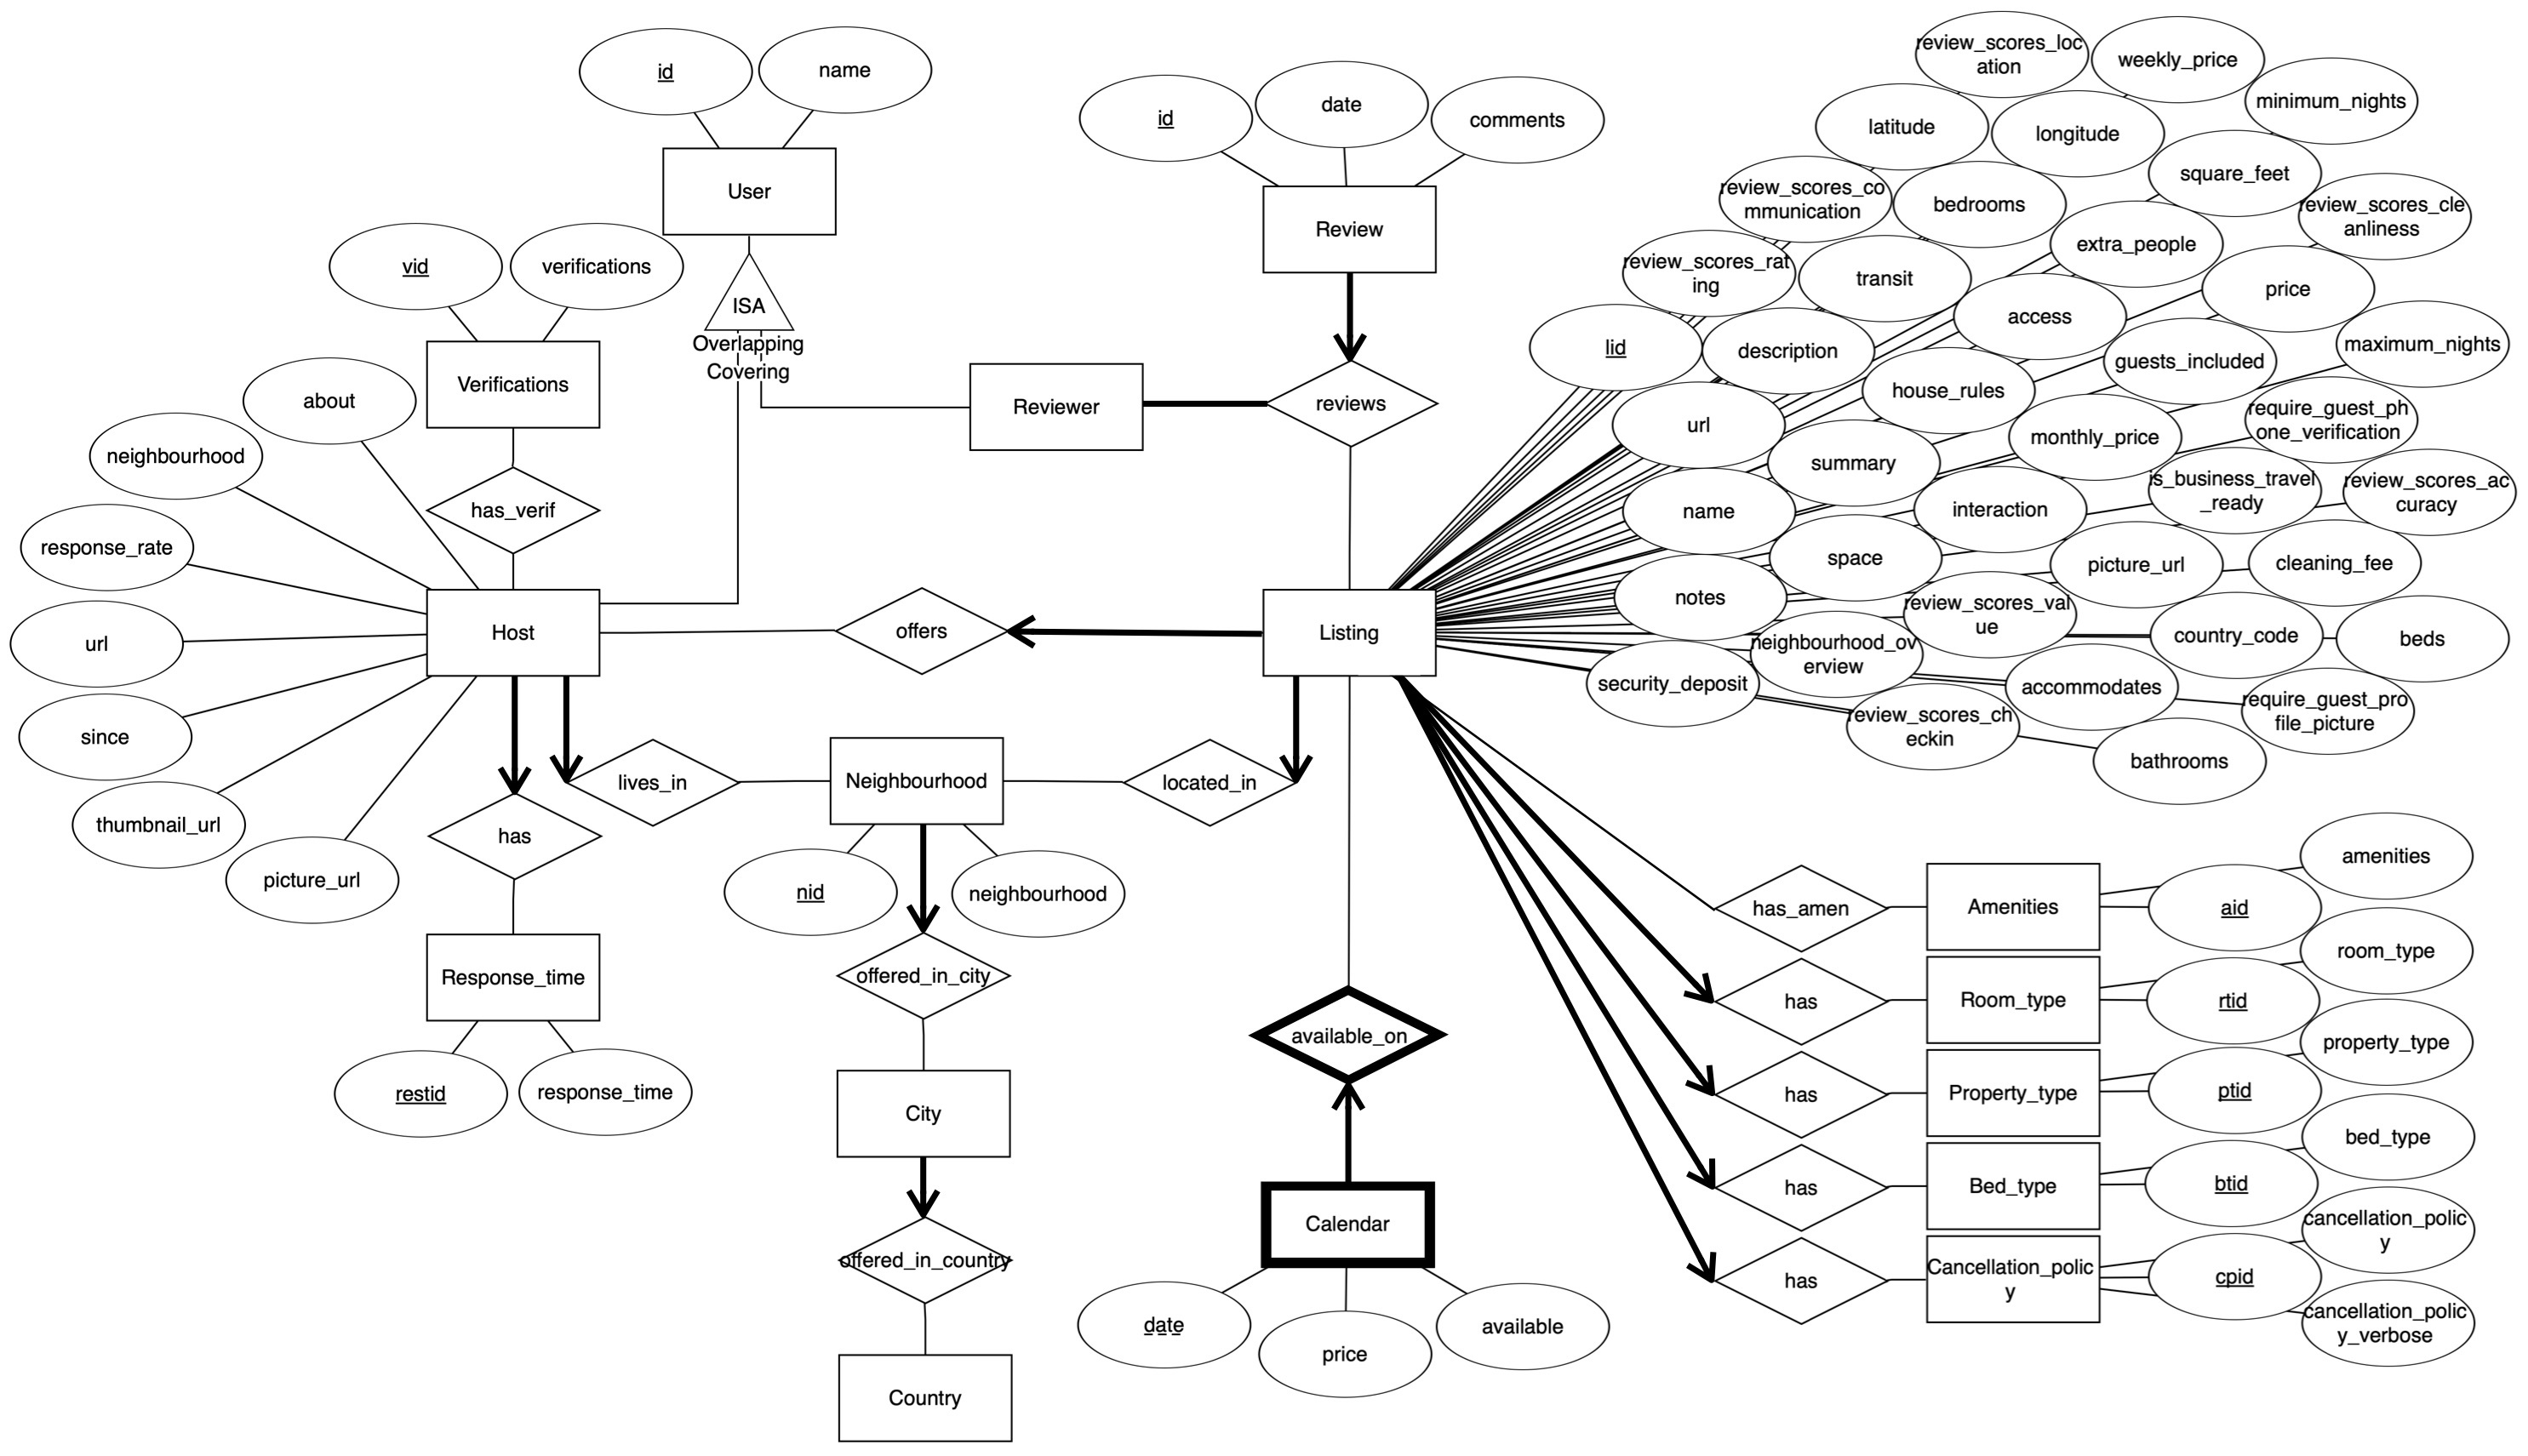 id
name
User
ISA
Overlapping
Covering
vid
verifications
Verifications
has_verif
about
neighbourhood
response_rate
url
since
thumbnail_url
picture_url
Host
has
Response_time
restid
response_time
lives_in
Neighbourhood
nid
neighbourhood
offered_in_city
City
offered_in_country
Country
located_in
offers
Reviewer
id
date
comments
Review
reviews
Listing
available_on
Calendar
date
price
available
review_scores_loc
ation
weekly_price
minimum_nights
latitude
longitude
square_feet
review_scores_co
mmunication
bedrooms
extra_people
review_scores_cle
anliness
review_scores_rat
ing
transit
access
price
lid
description
house_rules
guests_included
maximum_nights
url
summary
monthly_price
require_guest_ph
one_verification
name
interaction
is_business_travel
_ready
review_scores_ac
curacy
space
picture_url
cleaning_fee
notes
review_scores_val
ue
country_code
beds
neighbourhood_ov
erview
security_deposit
accommodates
require_guest_pro
file_picture
review_scores_ch
eckin
bathrooms
has_amen
Amenities
aid
amenities
has
Room_type
rtid
room_type
has
Property_type
ptid
property_type
has
Bed_type
btid
bed_type
has
Cancellation_polic
y
cpid
cancellation_polic
y
cancellation_polic
y_verbose